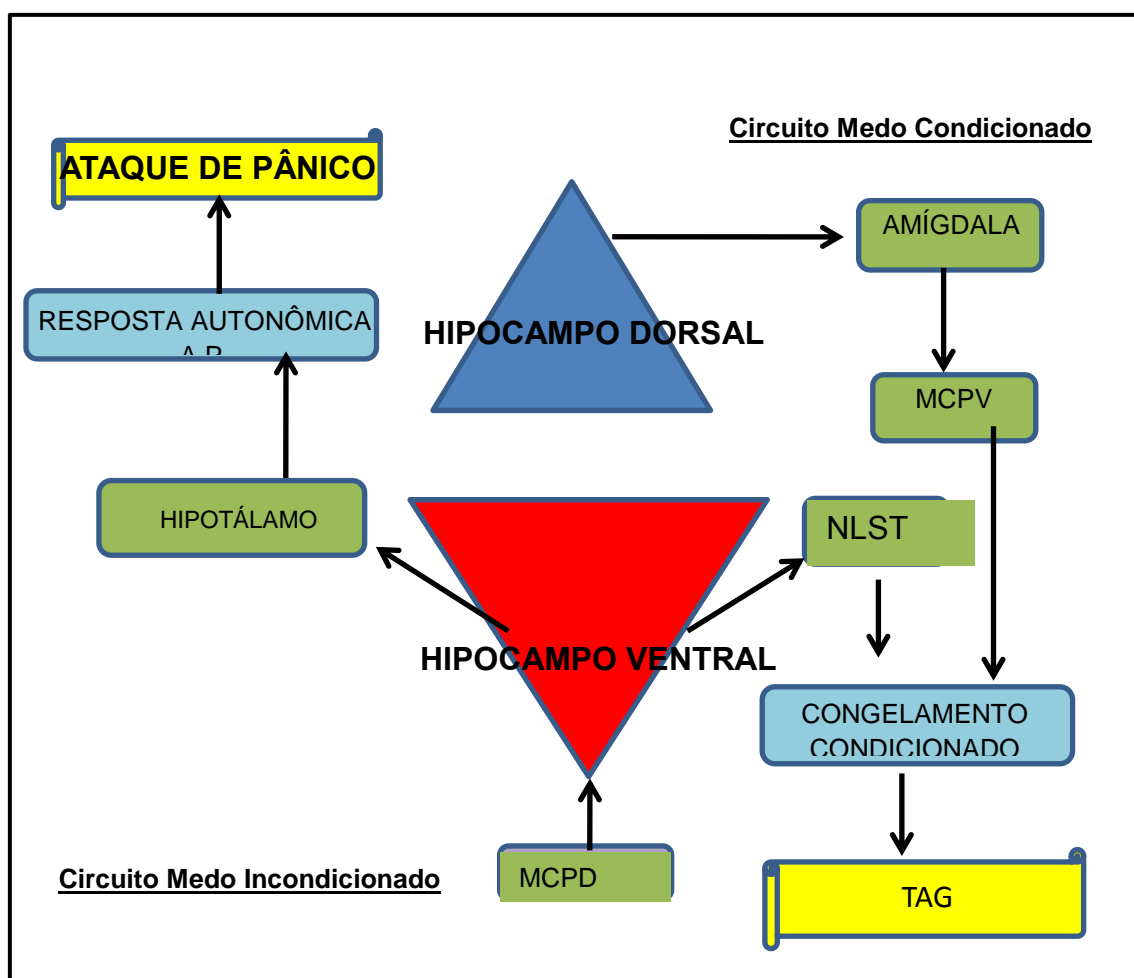 Circuito Medo Condicionado
ATAQUE DE PÂNICO
AMÍGDALA
RESPOSTA AUTONÔMICA
HIPOCAMPO DORSAL
MCPV
HIPOTÁLAMO
NLST
HIPOCAMPO VENTRAL
CONGELAMENTO
CONDICIONADO
Circuito Medo Incondicionado
MCPD
TAG